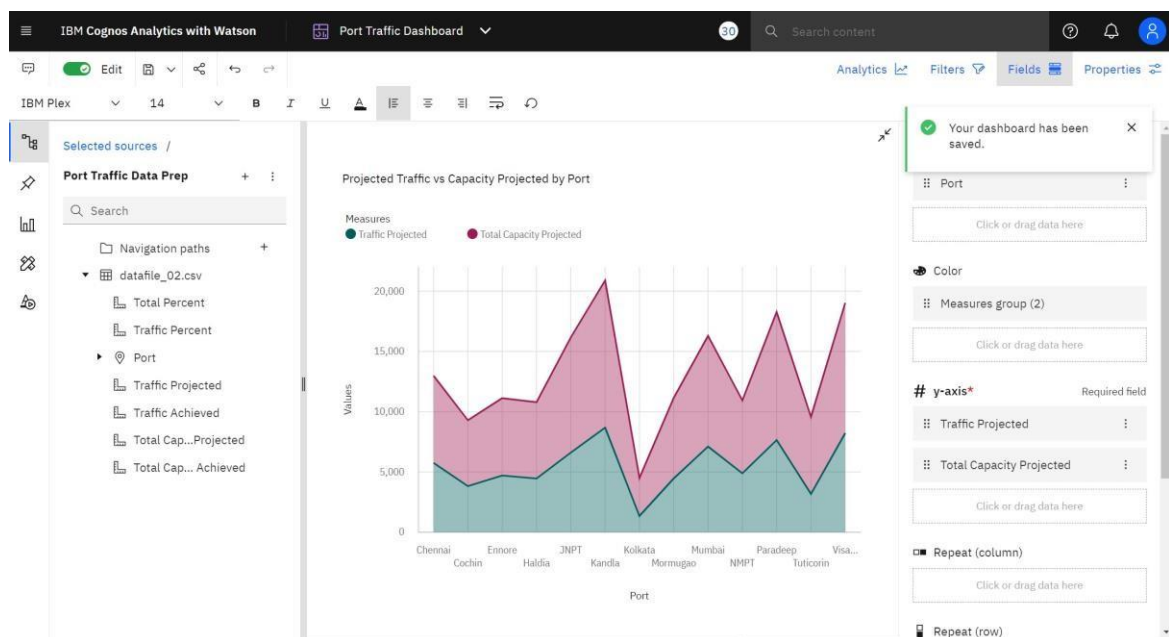 IBM Cognos Analytics with Watson
Port Traffic Dashboard
30
Search content
Edit
Analytics
Filters
Fields
Properties
IBM Plex
14
B
I
U
A
Your dashboard has been
saved.
Selected sources /
Port Traffic Data Prep
+
Search
Navigation paths
+
datafile_02.csv
Total Percent
Traffic Percent
Port
Traffic Projected
Traffic Achieved
Total Cap...Projected
Total Cap... Achieved
Projected Traffic vs Capacity Projected by Port
Measures
Traffic Projected
Total Capacity Projected
Values
20,000
15,000
10,000
5,000
0
Chennai
Cochin
Ennore
Haldia
JNPT
Kandla
Kolkata
Mormugao
Mumbai
NMPT
Paradeep
Tuticorin
Visa...
Port
Port
Click or drag data here
Color
Measures group (2)
Click or drag data here
# y-axis*
Required field
Traffic Projected
Total Capacity Projected
Click or drag data here
Repeat (column)
Click or drag data here
Repeat (row)